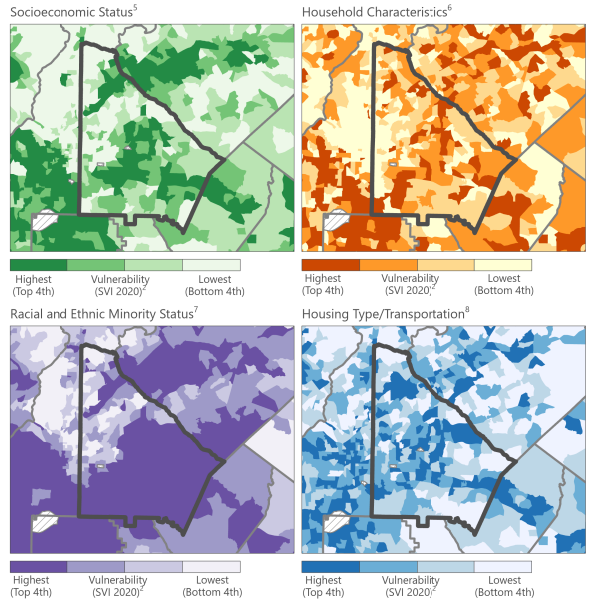 Socioeconomic Status5
Household Characteristics6
Highest (Top 4th)
Vulnerability (SVI 2020)2
Lowest (Bottom 4th)
Highest (Top 4th)
Vulnerability (SVI 2020)2
Lowest (Bottom 4th)
Racial and Ethnic Minority Status7
Housing Type/Transportation8
Highest (Top 4th)
Vulnerability (SVI 2020)2
Lowest (Bottom 4th)
Highest (Top 4th)
Vulnerability (SVI 2020)2
Lowest (Bottom 4th)